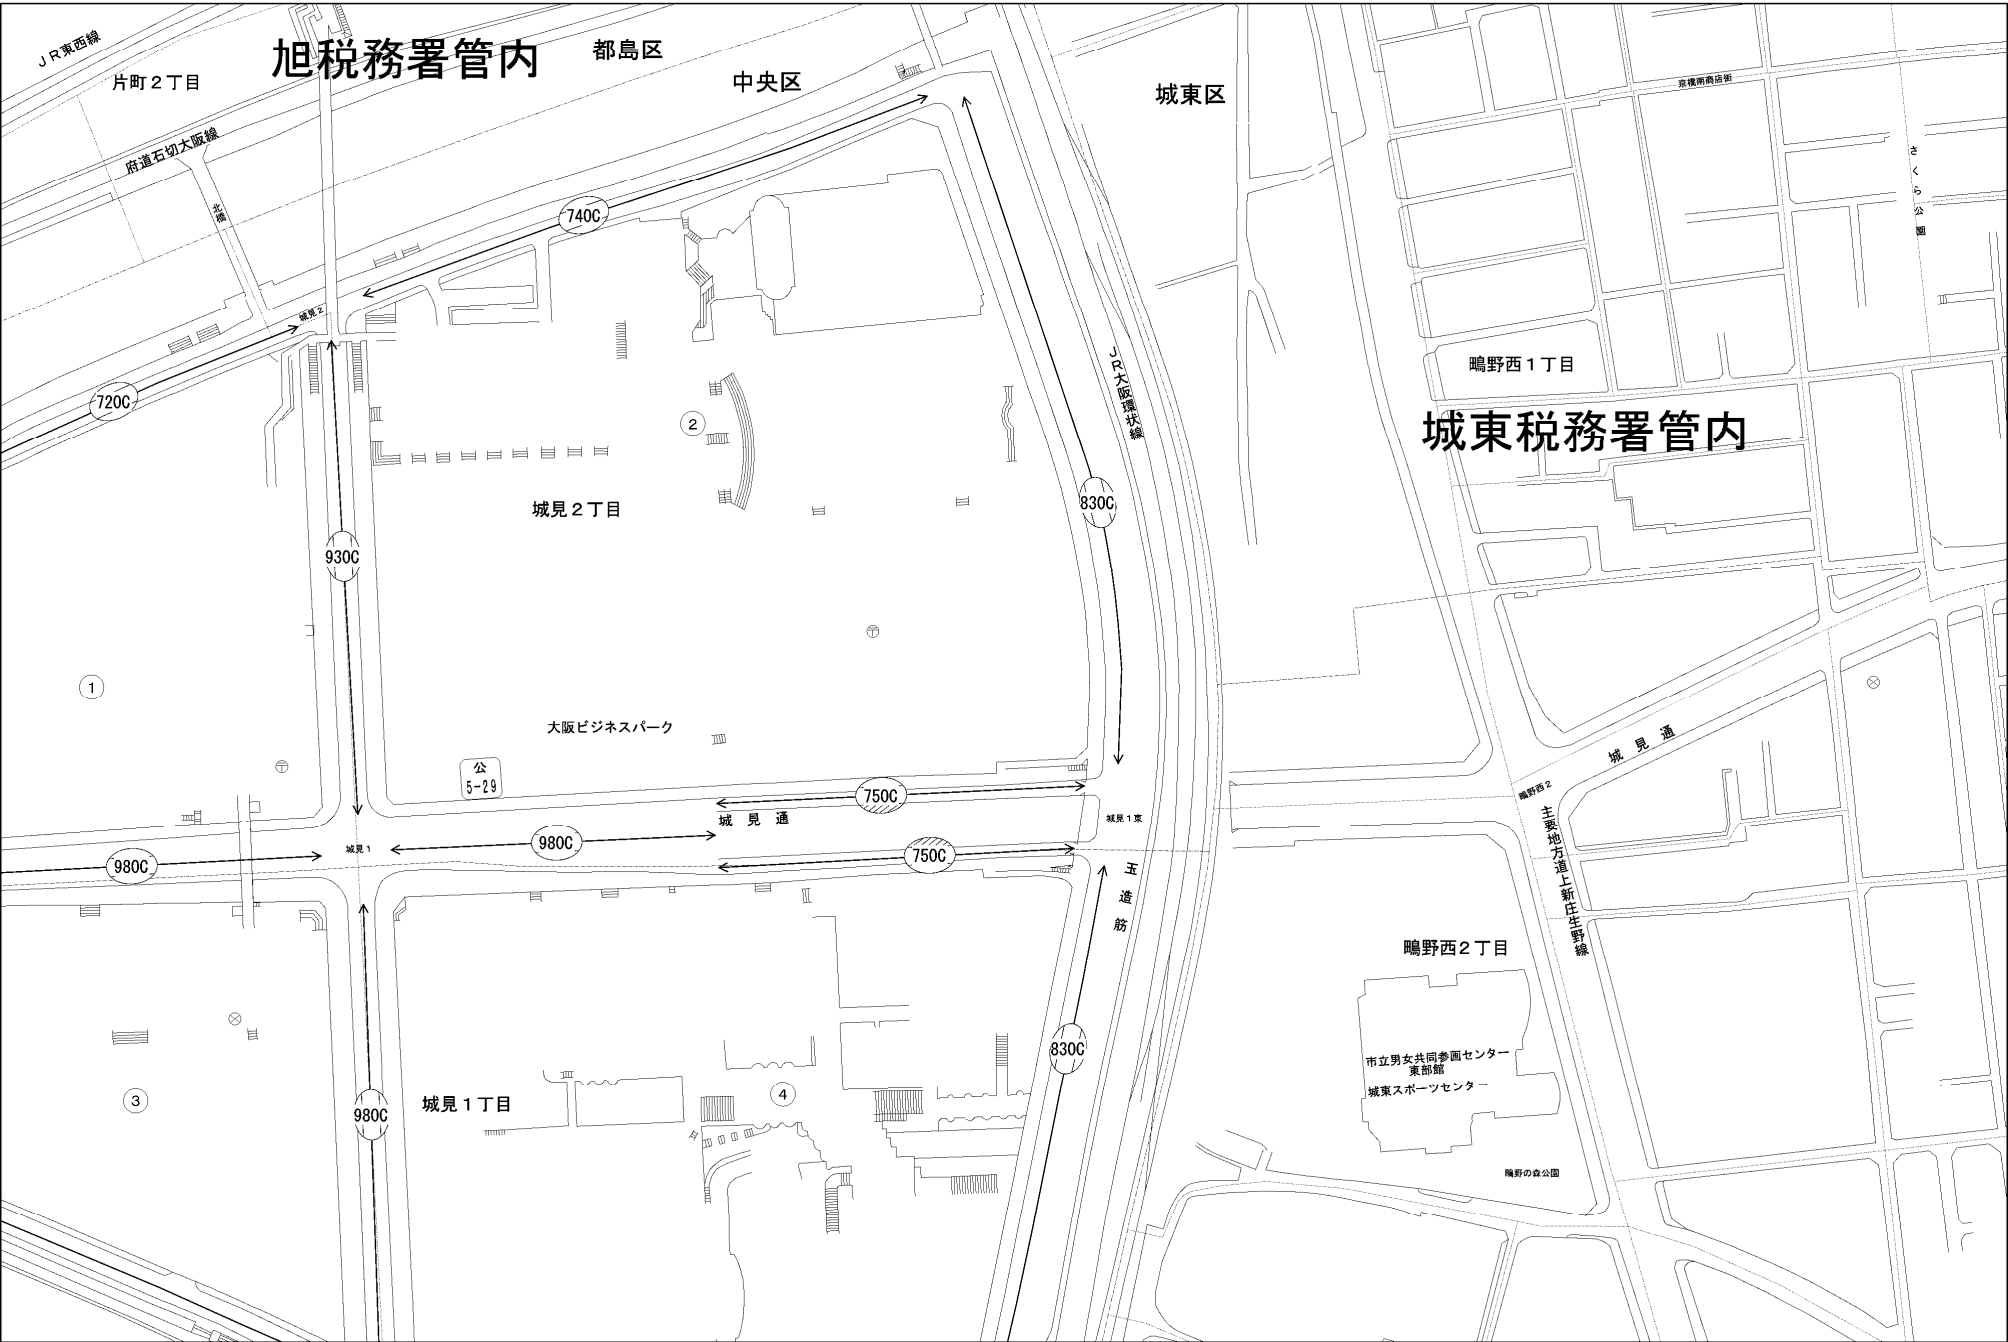 ＪＲ東西線
片町２丁目
旭税務署管内
都島区
中央区
城東区
京橋南商店街
府道石切大阪線
北橋
さくら公園
740C
城見２
720C
ＪＲ大阪環状線
鴫野西１丁目
城東税務署管内
②
830C
城見２丁目
930C
〒
①
大阪ビジネスパーク
〒
公
5-29
750C
城見通
城見通
鴫野西２
城見１東
980C
城見１
980C
750C
玉造筋
主要地方道上新庄生野線
鴫野西２丁目
830C
市立男女共同参画センター
東部館
城東スポーツセンター
③
④
980C
城見１丁目
鴫野の森公園